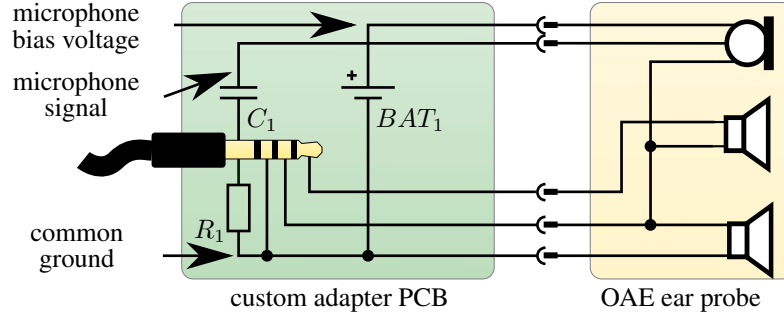 microphone
bias voltage
microphone
signal
+
C1
BAT1
R1
common
ground
custom adapter PCB
OAE ear probe